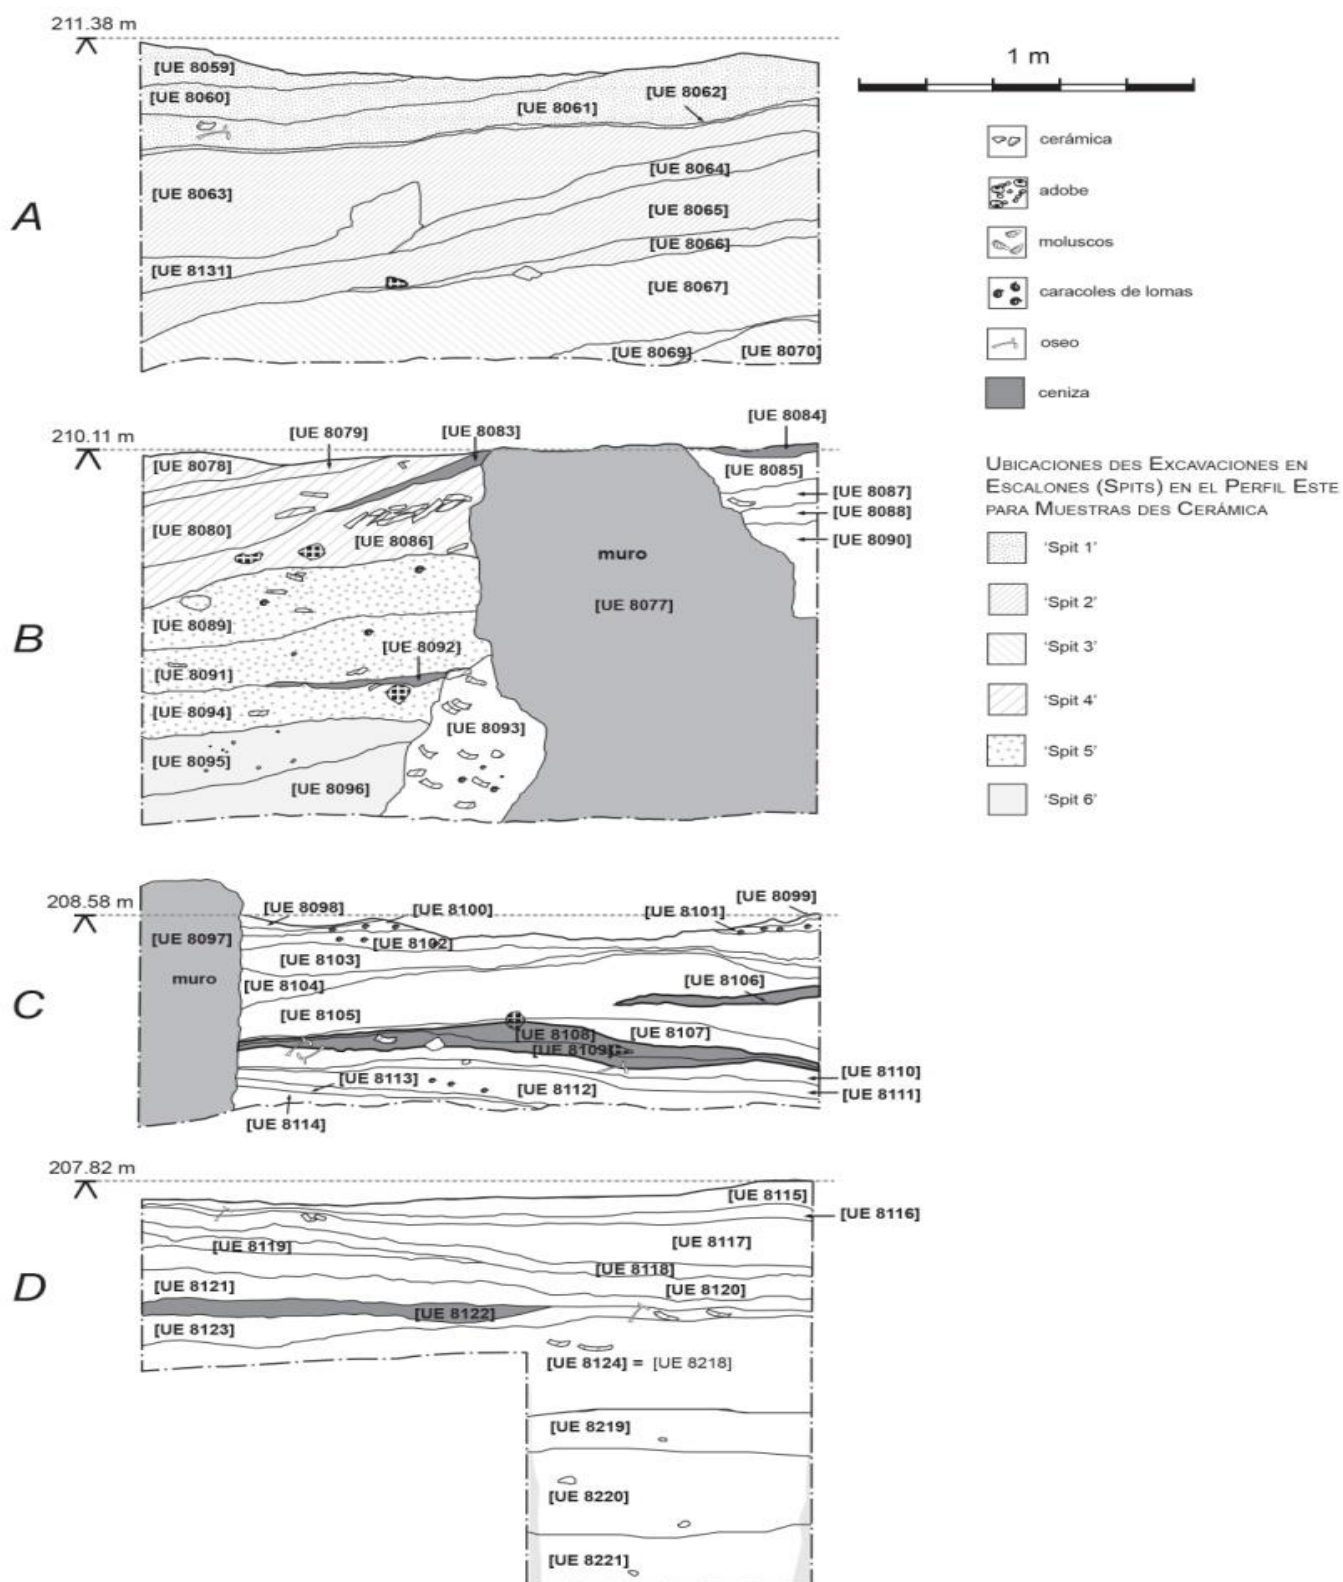 211.38 m
[UE 8059]
[UE 8060]
[UE 8061]
[UE 8062]
[UE 8063]
[UE 8064]
[UE 8065]
[UE 8066]
[UE 8131]
[UE 8067]
[UE 8069]
[UE 8070]
A
1 m
cerámica
adobe
moluscos
caracoles de lomas
oseo
ceniza
210.11 m
[UE 8079]
[UE 8083]
[UE 8084]
[UE 8078]
[UE 8085]
[UE 8087]
[UE 8080]
[UE 8088]
[UE 8086]
[UE 8090]
muro
[UE 8077]
[UE 8089]
[UE 8092]
[UE 8091]
[UE 8094]
[UE 8093]
[UE 8095]
[UE 8096]
B
Ubicaciones des Excavaciones en
Escalones (Spits) en el Perfil Este
para Muestras des Cerámica
'Spit 1'
'Spit 2'
'Spit 3'
'Spit 4'
'Spit 5'
'Spit 6'
208.58 m
[UE 8098]
[UE 8100]
[UE 8101]
[UE 8099]
[UE 8097]
muro
[UE 8102]
[UE 8103]
[UE 8104]
[UE 8106]
[UE 8105]
[UE 8108]
[UE 8107]
[UE 8109]
[UE 8110]
[UE 8113]
[UE 8112]
[UE 8111]
[UE 8114]
C
207.82 m
[UE 8115]
[UE 8116]
[UE 8117]
[UE 8119]
[UE 8118]
[UE 8121]
[UE 8120]
[UE 8122]
[UE 8123]
[UE 8124] = [UE 8218]
[UE 8219]
[UE 8220]
[UE 8221]
D